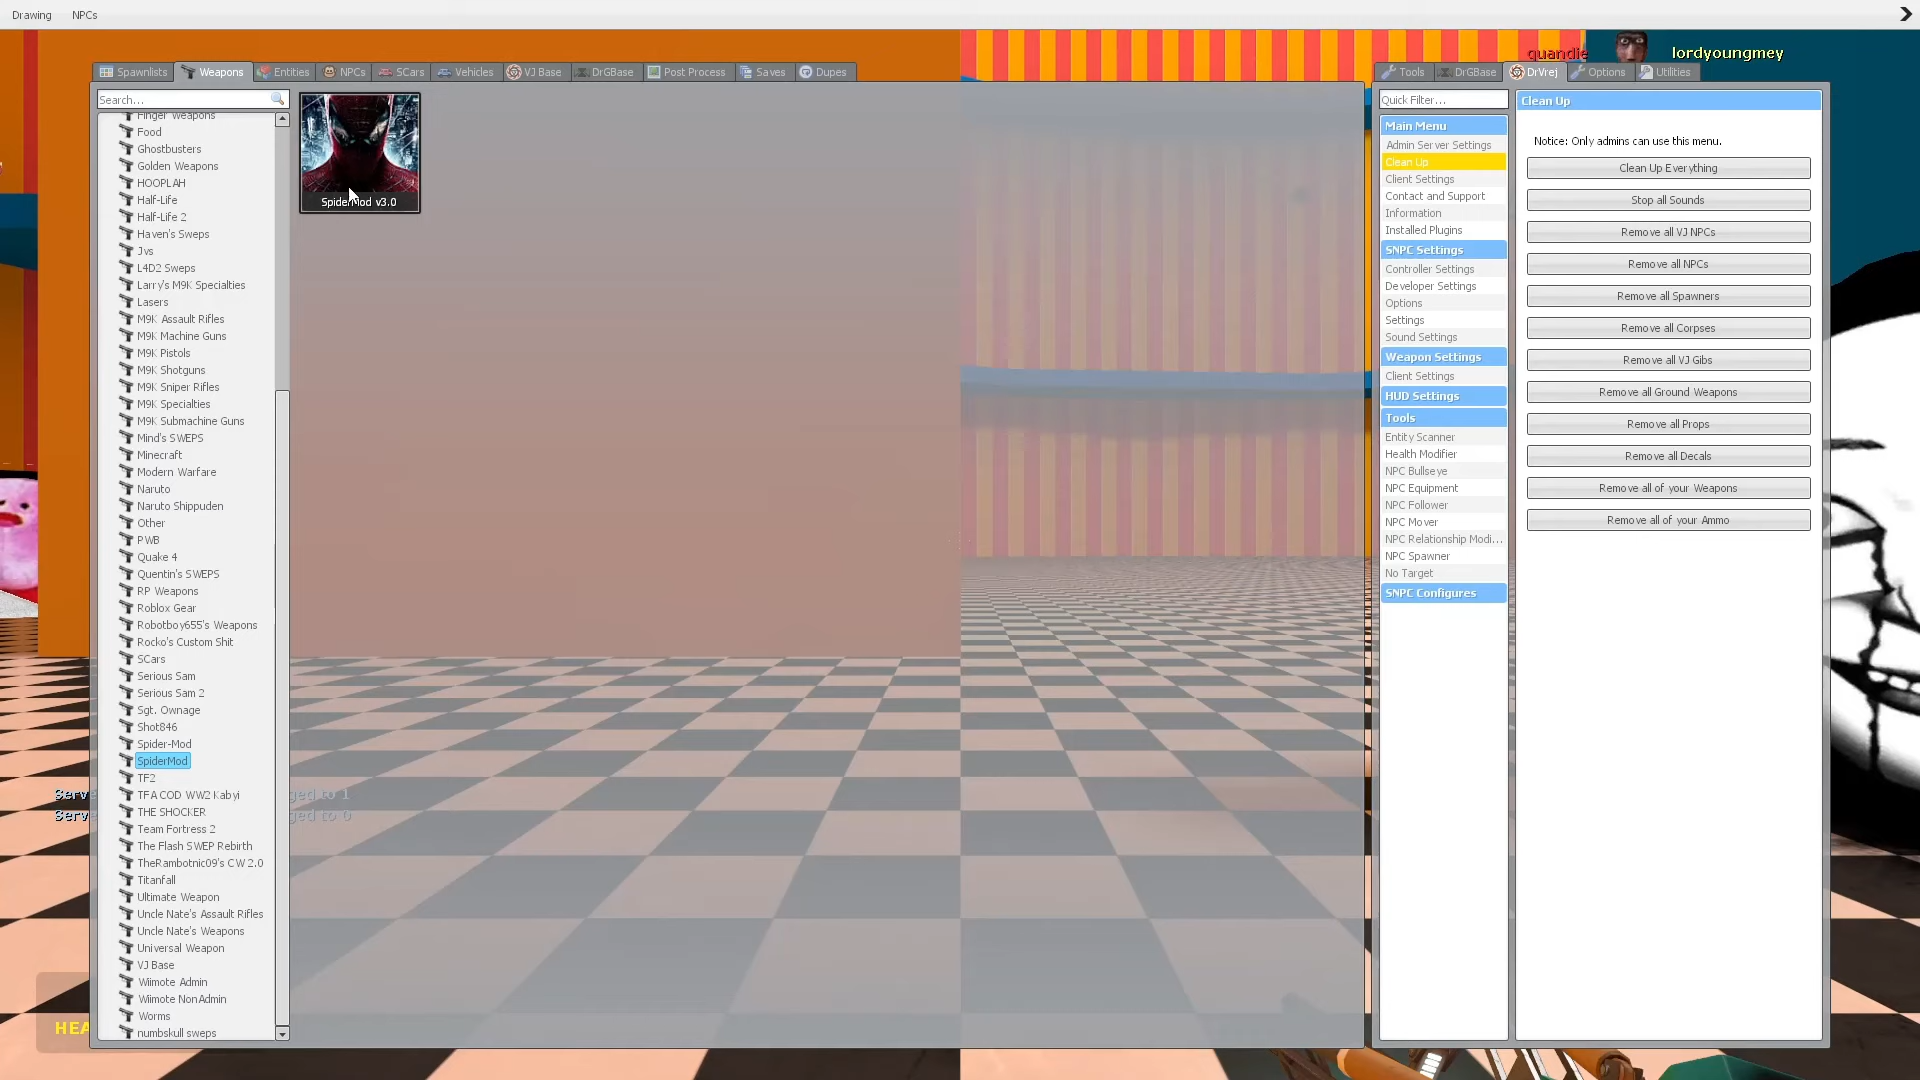 Drawing NPCs
quandie lordyoungmey
Spawnlists Weapons Entities NPCs SCars Vehicles VJ Base DrGBase Post Process Saves Dupes
Search...
Finger Weapons
Food
Ghostbusters
Golden Weapons
HOOPLAH
Half-Life
Half-Life 2
Haven's Sweps
Jvs
L4D2 Sweps
Larry's M9K Specialties
Lasers
M9K Assault Rifles
M9K Machine Guns
M9K Pistols
M9K Shotguns
M9K Sniper Rifles
M9K Specialties
M9K Submachine Guns
Mind's SWEPS
Minecraft
Modern Warfare
Naruto
Naruto Shippuden
Other
PWB
Quake 4
Quentin's SWEPS
RP Weapons
Roblox Gear
Robotboy655's Weapons
Rocko's Custom Shit
SCars
Serious Sam
Serious Sam 2
Sgt. Ownage
Shot846
Spider-Mod
SpiderMod
TF2
TFA COD WW2 Kabyi
THE SHOCKER
Team Fortress 2
The Flash SWEP Rebirth
TheRambotnic09's CW 2.0
Titanfall
Ultimate Weapon
Uncle Nate's Assault Rifles
Uncle Nate's Weapons
Universal Weapon
VJ Base
Wiimote Admin
Wiimote NonAdmin
Worms
numbskull sweps
SpiderMod v3.0
Serve ged to 1
Serve ged to 0
HEA
Tools DrGBase DrVrej Options Utilities
Quick Filter...
Main Menu
Admin Server Settings
Clean Up
Client Settings
Contact and Support
Information
Installed Plugins
SNPC Settings
Controller Settings
Developer Settings
Options
Settings
Sound Settings
Weapon Settings
Client Settings
HUD Settings
Tools
Entity Scanner
Health Modifier
NPC Bullseye
NPC Equipment
NPC Follower
NPC Mover
NPC Relationship Modi...
NPC Spawner
No Target
SNPC Configures
Clean Up
Notice: Only admins can use this menu.
Clean Up Everything
Stop all Sounds
Remove all VJ NPCs
Remove all NPCs
Remove all Spawners
Remove all Corpses
Remove all VJ Gibs
Remove all Ground Weapons
Remove all Props
Remove all Decals
Remove all of your Weapons
Remove all of your Ammo